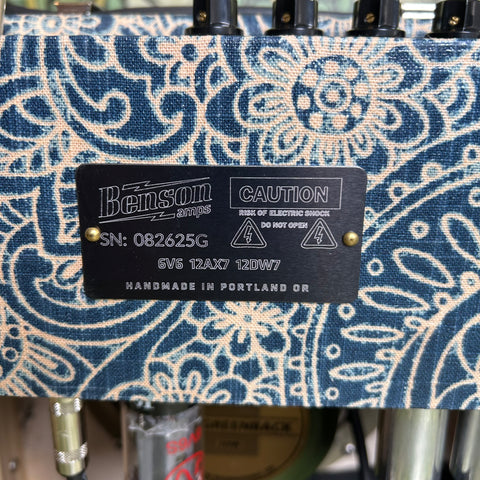 Benson
amps
CAUTION
RISK OF ELECTRIC SHOCK
DO NOT OPEN
SN: 082625G
6V6 12AX7 12DW7
HANDMADE IN PORTLAND OR
GREENBACK